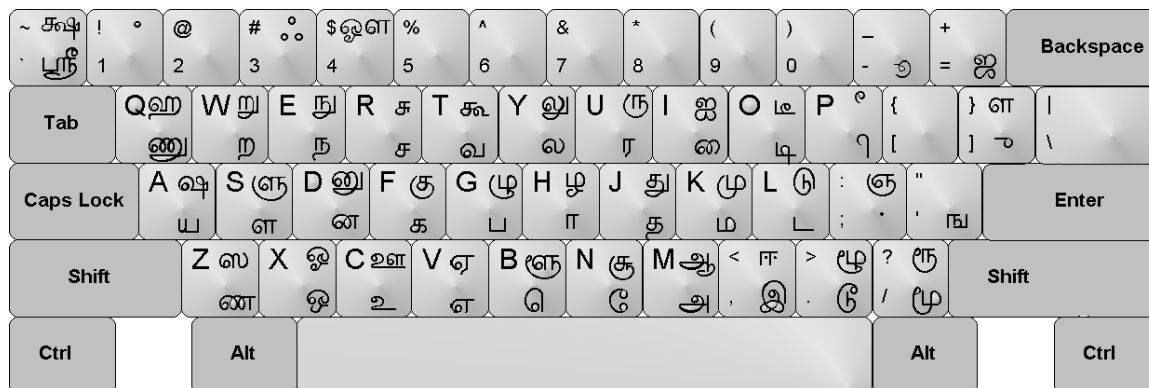 ~ க்ஷ ! ° @ # ஃ $ ஔ % ^ & * ( ) _ + Backspace
` ஸ்ரீ 1 2 3 4 5 6 7 8 9 0 - = ஜ
Tab Q ஹ W று E நு R சு T கூ Y லு U ரு I ஐ O டீ P ீ { } ள |
ணு ற ந ச வ ல ர ை டி ி [ ] \
Caps Lock A ஷ S ளு D னு F கு G ழு H ழ J து K மு L டு : ஞ " Enter
ய ள ன க ப ா த ம ட ; ' ங
Shift Z ஸ X ஓ C ஊ V ஏ B ளூ N சூ M ஆ < ஈ > ழூ ? ரூ Shift
ண ஒ உ எ ெ ே அ , இ . டூ / மூ
Ctrl Alt Alt Ctrl